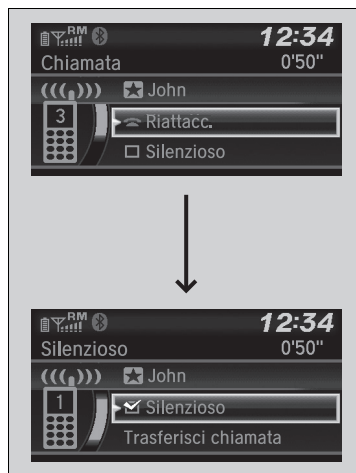 RM 12:34
Chiamata 0'50"
John
3
Riattacc.
Silenzioso
RM 12:34
Silenzioso 0'50"
John
1
Silenzioso
Trasferisci chiamata